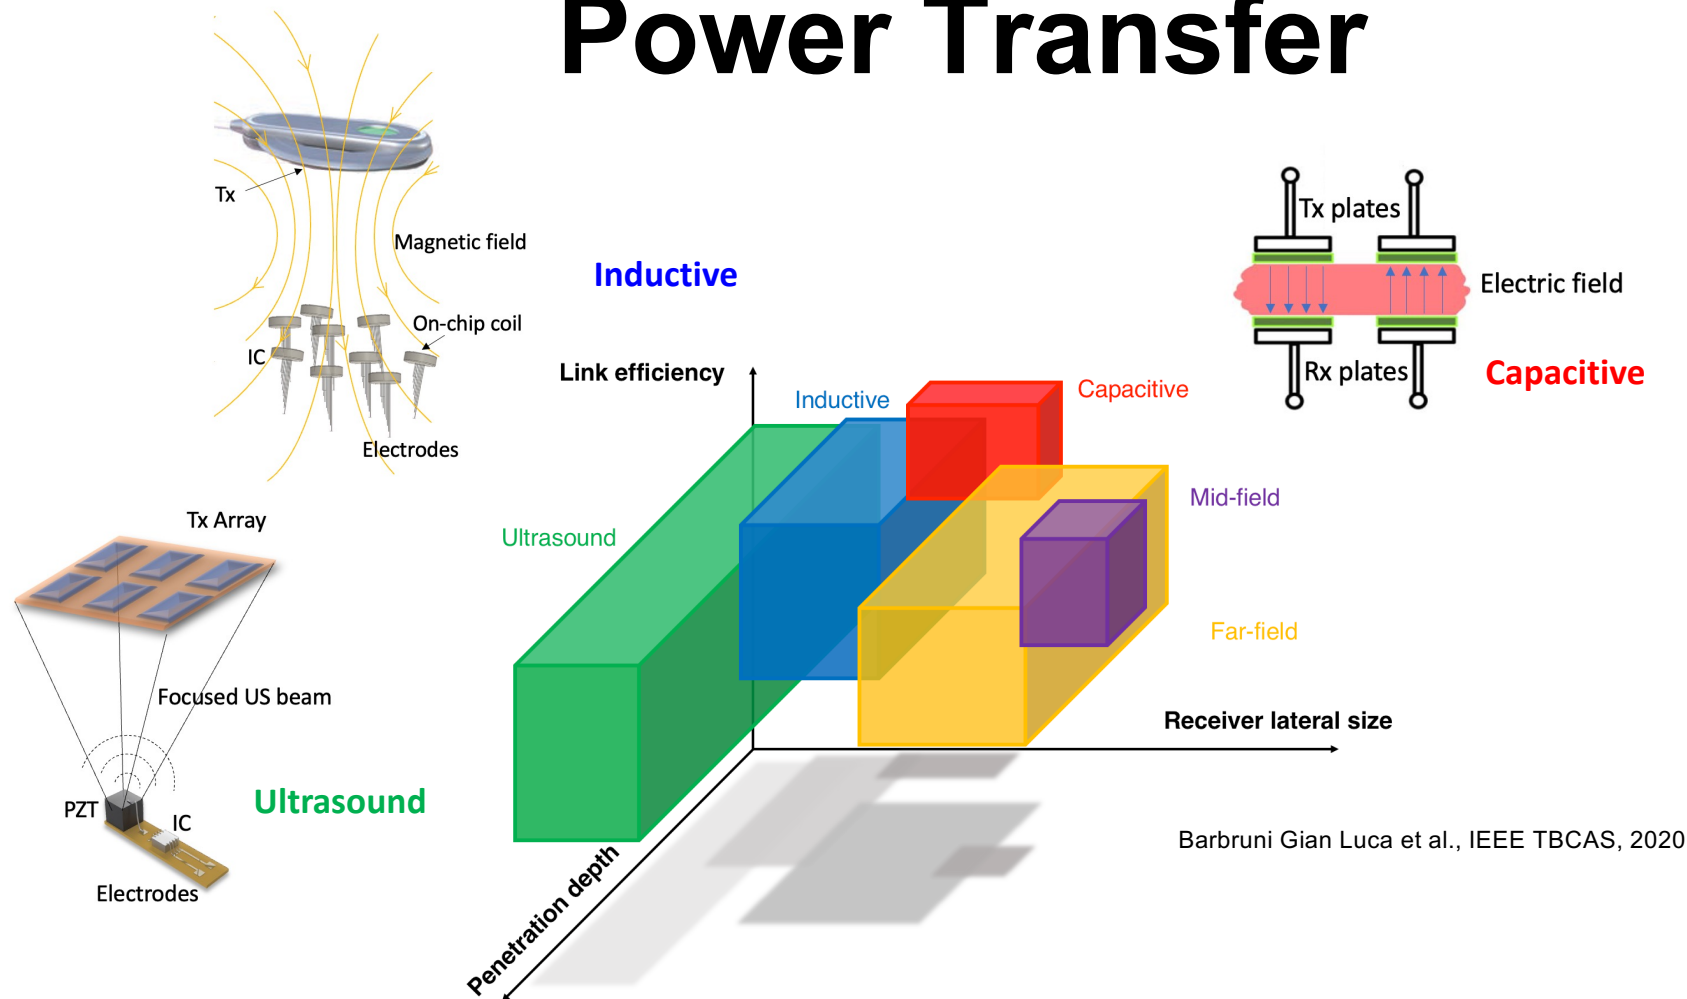 Power Transfer
Tx
Magnetic field
On-chip coil
IC
Electrodes
Inductive
Tx plates
Electric field
Rx plates
Capacitive
Link efficiency
Inductive
Capacitive
Ultrasound
Mid-field
Far-field
Receiver lateral size
Penetration depth
Tx Array
Focused US beam
PZT
IC
Electrodes
Ultrasound
Barbruni Gian Luca et al., IEEE TBCAS, 2020